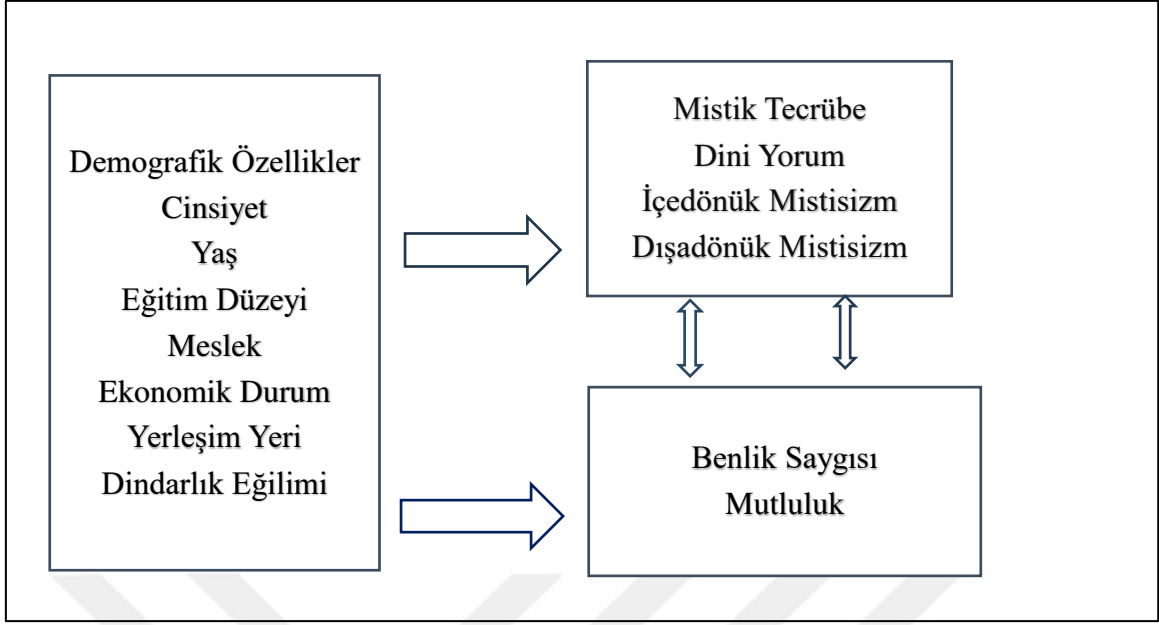 Demografik Özellikler
Cinsiyet
Yaş
Eğitim Düzeyi
Meslek
Ekonomik Durum
Yerleşim Yeri
Dindarlık Eğilimi
Mistik Tecrübe
Dini Yorum
İçedönük Mistisizm
Dışadönük Mistisizm
Benlik Saygısı
Mutluluk